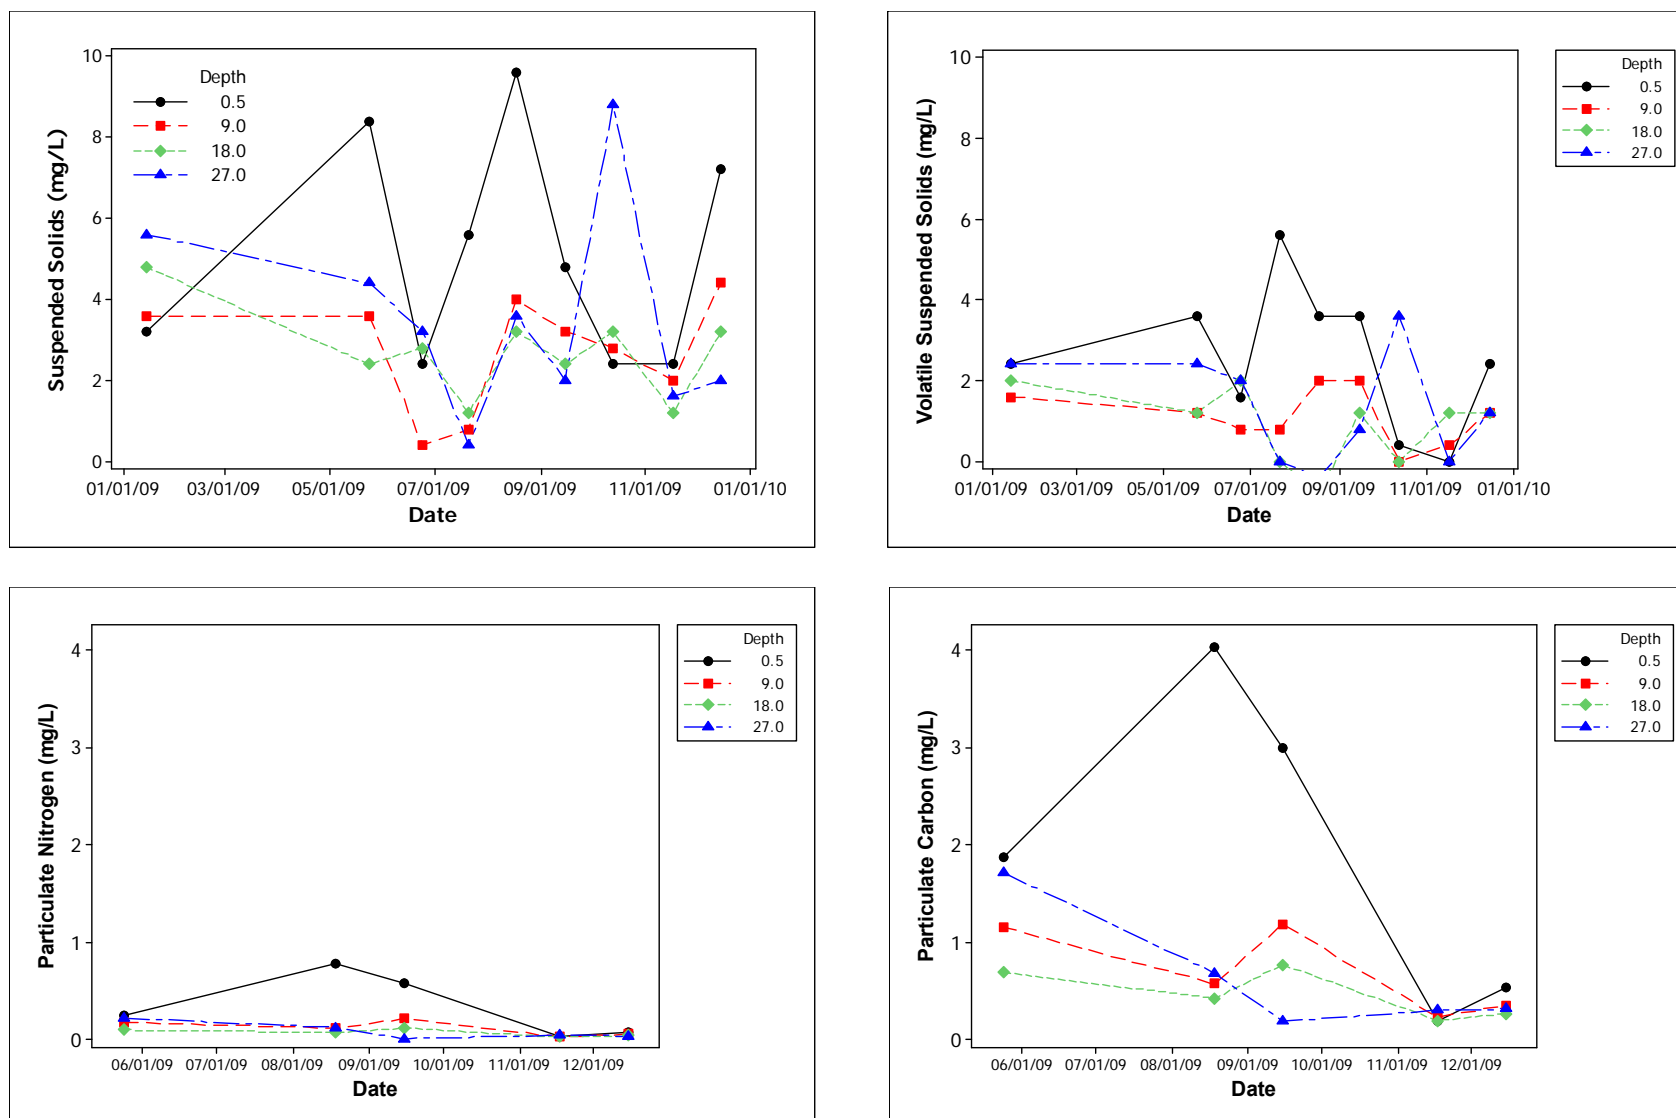 10
8
6
4
2
0
Suspended Solids (mg/L)
Depth
0.5
9.0
18.0
27.0
01/01/09 03/01/09 05/01/09 07/01/09 09/01/09 11/01/09 01/01/10
Date
10
8
6
4
2
0
Volatile Suspended Solids (mg/L)
Depth
0.5
9.0
18.0
27.0
01/01/09 03/01/09 05/01/09 07/01/09 09/01/09 11/01/09 01/01/10
Date
4
3
2
1
0
Particulate Nitrogen (mg/L)
Depth
0.5
9.0
18.0
27.0
06/01/09 07/01/09 08/01/09 09/01/09 10/01/09 11/01/09 12/01/09
Date
4
3
2
1
0
Particulate Carbon (mg/L)
Depth
0.5
9.0
18.0
27.0
06/01/09 07/01/09 08/01/09 09/01/09 10/01/09 11/01/09 12/01/09
Date